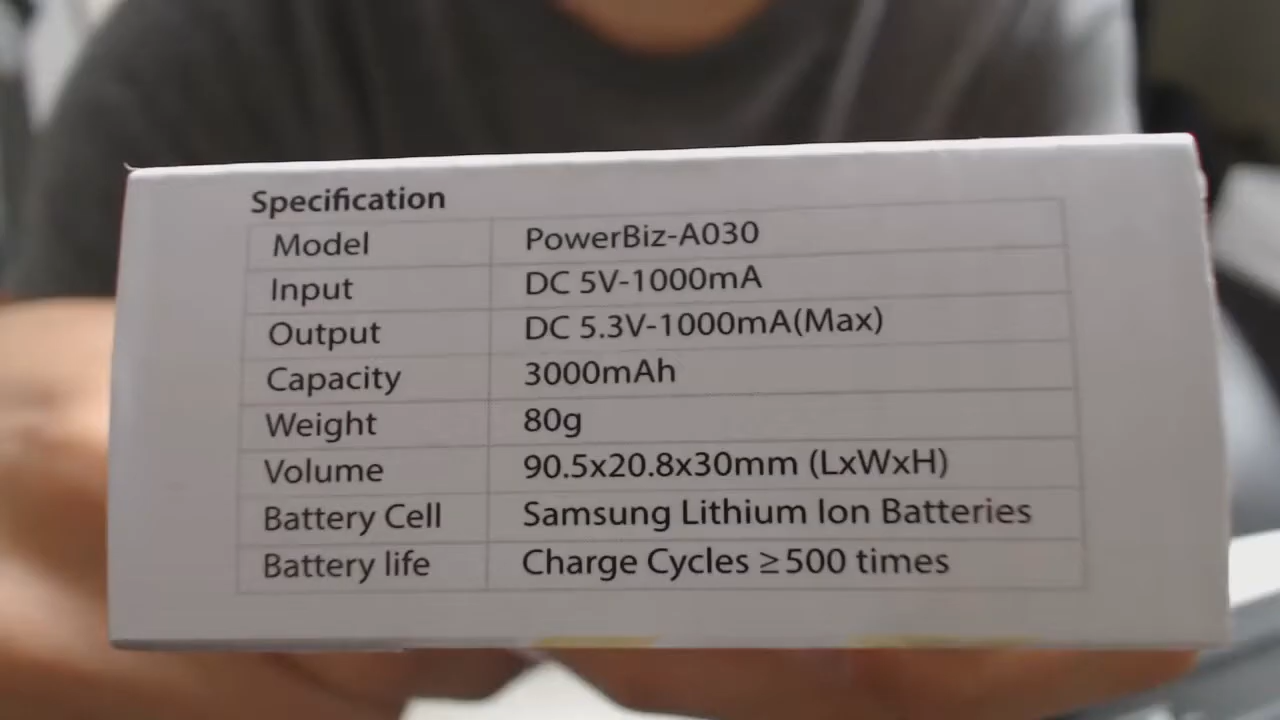 Specification
Model PowerBiz-A030
Input DC 5V-1000mA
Output DC 5.3V-1000mA(Max)
Capacity 3000mAh
Weight 80g
Volume 90.5x20.8x30mm (LxWxH)
Battery Cell Samsung Lithium Ion Batteries
Battery life Charge Cycles ≥500 times